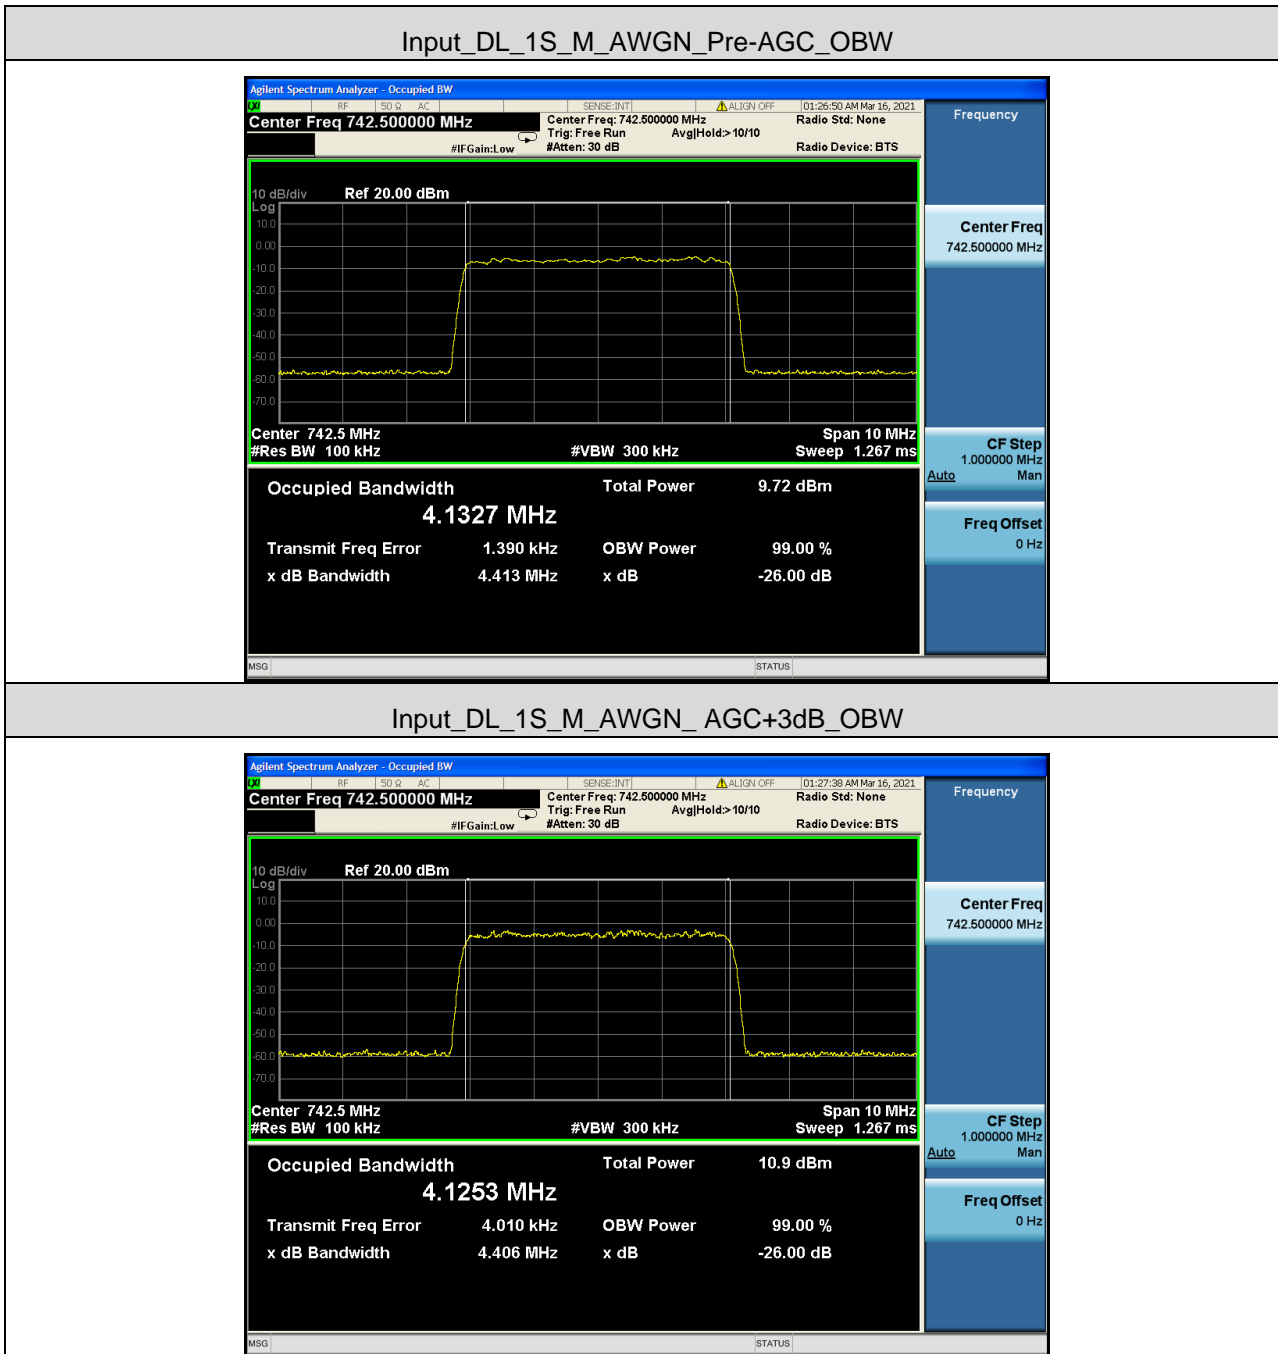 Input_DL_1S_M_AWGN_Pre-AGC_OBW
Agilent Spectrum Analyzer - Occupied BW
LXI RF 50 Ω AC SENSE:INT ALIGN OFF 01:26:50 AM Mar 16, 2021
Center Freq 742.500000 MHz
Center Freq: 742.500000 MHz Radio Std: None
Trig: Free Run Avg|Hold:>10/10
#IFGain:Low #Atten: 30 dB Radio Device: BTS
10 dB/div Ref 20.00 dBm
Log
10.0
0.00
-10.0
-20.0
-30.0
-40.0
-50.0
-60.0
-70.0
Center 742.5 MHz Span 10 MHz
#Res BW 100 kHz #VBW 300 kHz Sweep 1.267 ms
Occupied Bandwidth Total Power 9.72 dBm
4.1327 MHz
Transmit Freq Error 1.390 kHz OBW Power 99.00 %
x dB Bandwidth 4.413 MHz x dB -26.00 dB
MSG STATUS
Frequency
Center Freq
742.500000 MHz
CF Step
1.000000 MHz
Auto Man
Freq Offset
0 Hz
Input_DL_1S_M_AWGN_ AGC+3dB_OBW
Agilent Spectrum Analyzer - Occupied BW
LXI RF 50 Ω AC SENSE:INT ALIGN OFF 01:27:38 AM Mar 16, 2021
Center Freq 742.500000 MHz
Center Freq: 742.500000 MHz Radio Std: None
Trig: Free Run Avg|Hold:>10/10
#IFGain:Low #Atten: 30 dB Radio Device: BTS
10 dB/div Ref 20.00 dBm
Log
10.0
0.00
-10.0
-20.0
-30.0
-40.0
-50.0
-60.0
-70.0
Center 742.5 MHz Span 10 MHz
#Res BW 100 kHz #VBW 300 kHz Sweep 1.267 ms
Occupied Bandwidth Total Power 10.9 dBm
4.1253 MHz
Transmit Freq Error 4.010 kHz OBW Power 99.00 %
x dB Bandwidth 4.406 MHz x dB -26.00 dB
MSG STATUS
Frequency
Center Freq
742.500000 MHz
CF Step
1.000000 MHz
Auto Man
Freq Offset
0 Hz